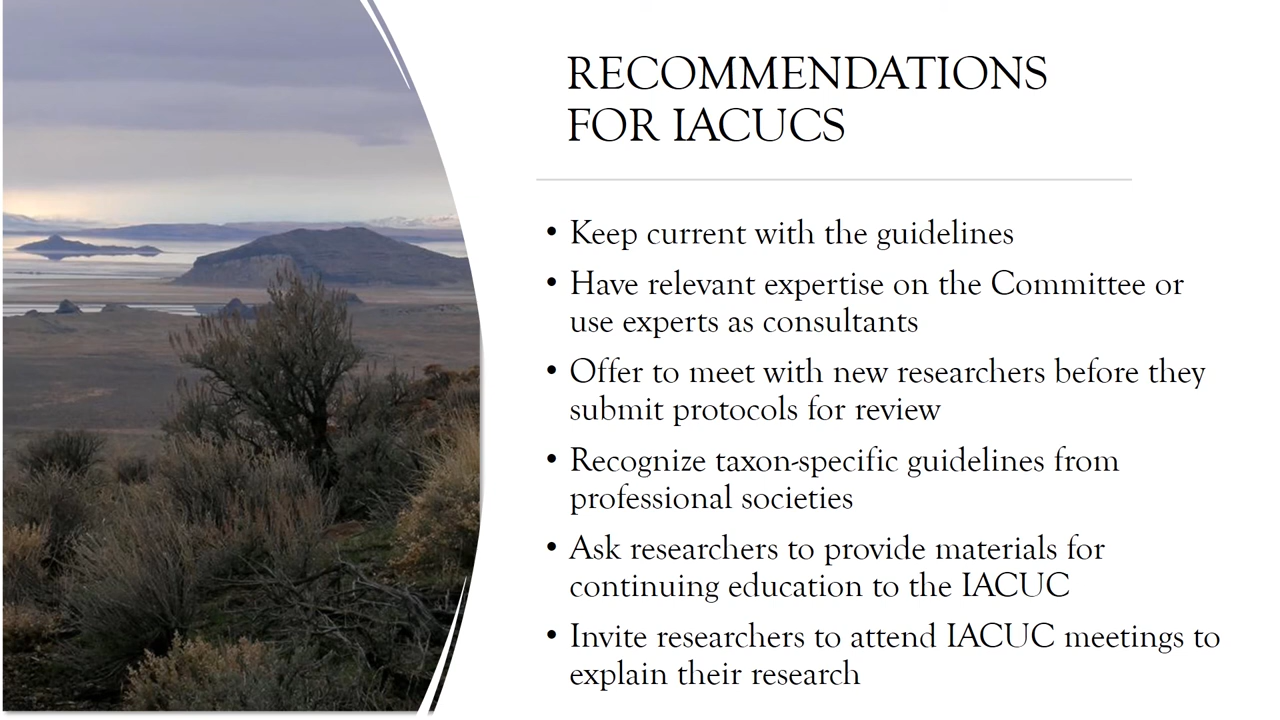 RECOMMENDATIONS
FOR IACUCS
• Keep current with the guidelines
• Have relevant expertise on the Committee or
use experts as consultants
• Offer to meet with new researchers before they
submit protocols for review
• Recognize taxon-specific guidelines from
professional societies
• Ask researchers to provide materials for
continuing education to the IACUC
• Invite researchers to attend IACUC meetings to
explain their research